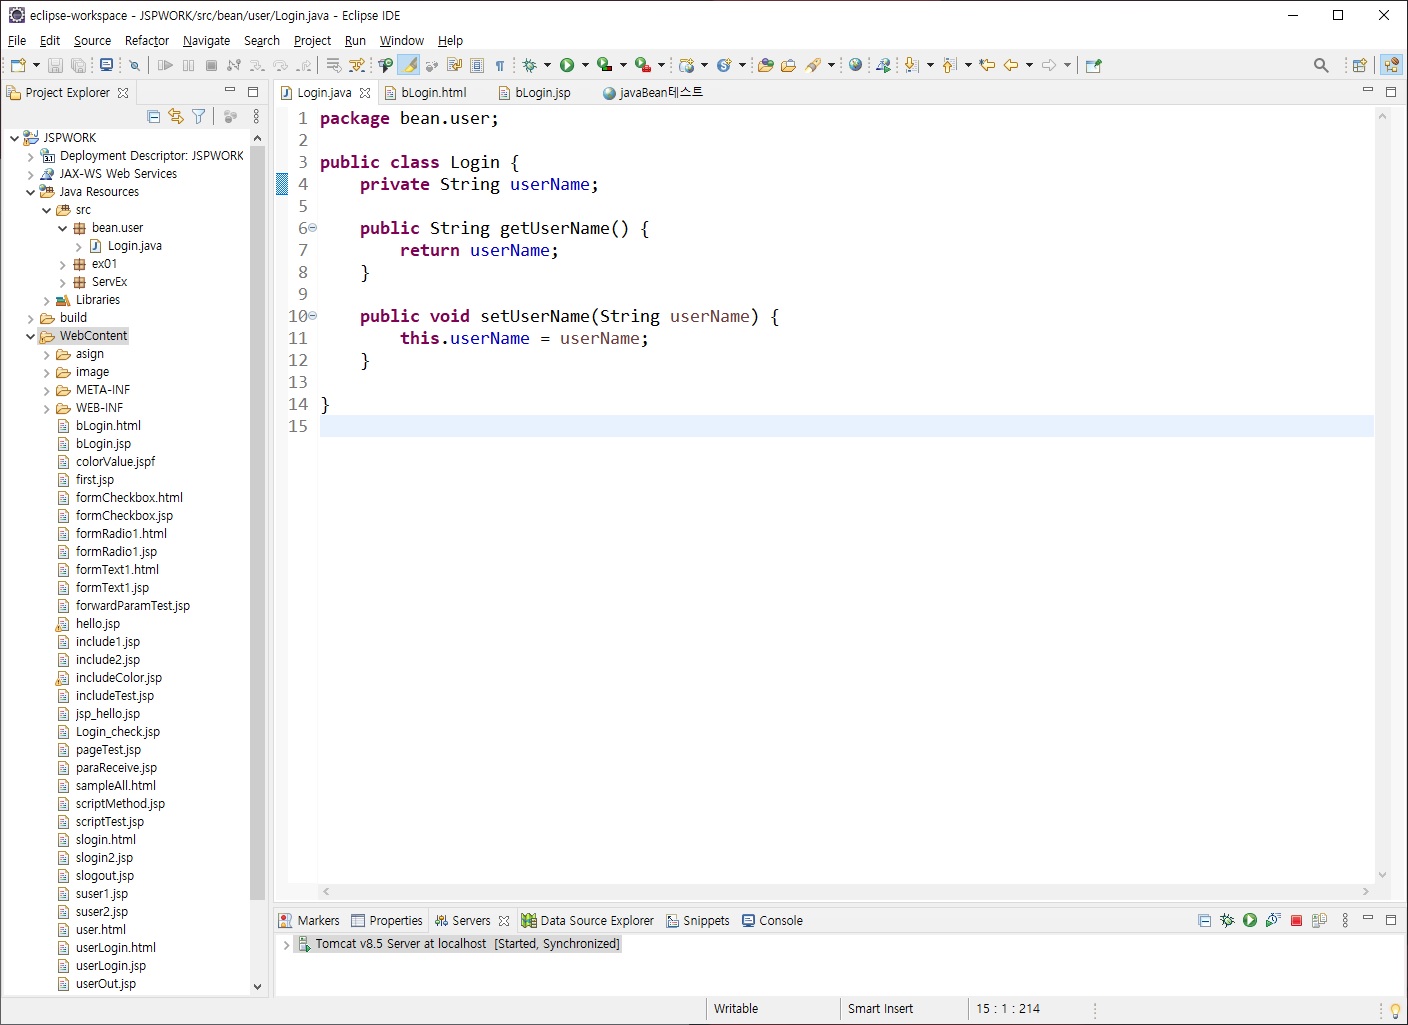 eclipse-workspace - JSPWORK/src/bean/user/Login.java - Eclipse IDE
File Edit Source Refactor Navigate Search Project Run Window Help
Project Explorer
JSPWORK
Deployment Descriptor: JSPWORK
JAX-WS Web Services
Java Resources
src
bean.user
Login.java
ex01
ServEx
Libraries
build
WebContent
asign
image
META-INF
WEB-INF
bLogin.html
bLogin.jsp
colorValue.jspf
first.jsp
formCheckbox.html
formCheckbox.jsp
formRadio1.html
formRadio1.jsp
formText1.html
formText1.jsp
forwardParamTest.jsp
hello.jsp
include1.jsp
include2.jsp
includeColor.jsp
includeTest.jsp
jsp_hello.jsp
Login_check.jsp
pageTest.jsp
paraReceive.jsp
sampleAll.html
scriptMethod.jsp
scriptTest.jsp
slogin.html
slogin2.jsp
slogout.jsp
suser1.jsp
suser2.jsp
user.html
userLogin.html
userLogin.jsp
userOut.jsp
Login.java bLogin.html bLogin.jsp javaBean테스트
1 package bean.user;
2
3 public class Login {
4 private String userName;
5
6 public String getUserName() {
7 return userName;
8 }
9
10 public void setUserName(String userName) {
11 this.userName = userName;
12 }
13
14 }
15
Markers Properties Servers Data Source Explorer Snippets Console
Tomcat v8.5 Server at localhost [Started, Synchronized]
Writable Smart Insert 15 : 1 : 214